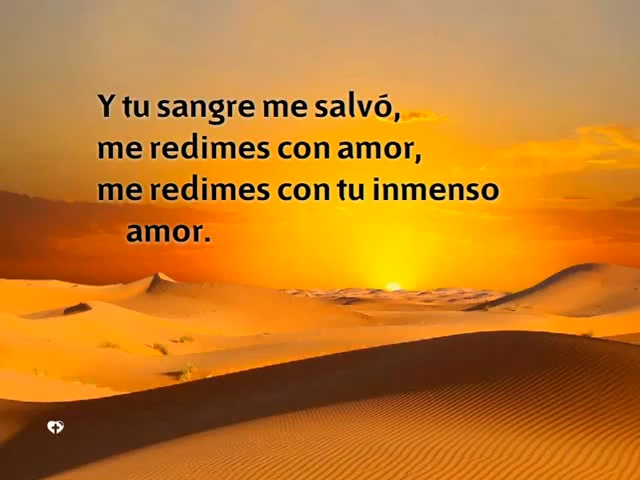 Y tu sangre me salvó,
me redimes con amor,
me redimes con tu inmenso
amor.